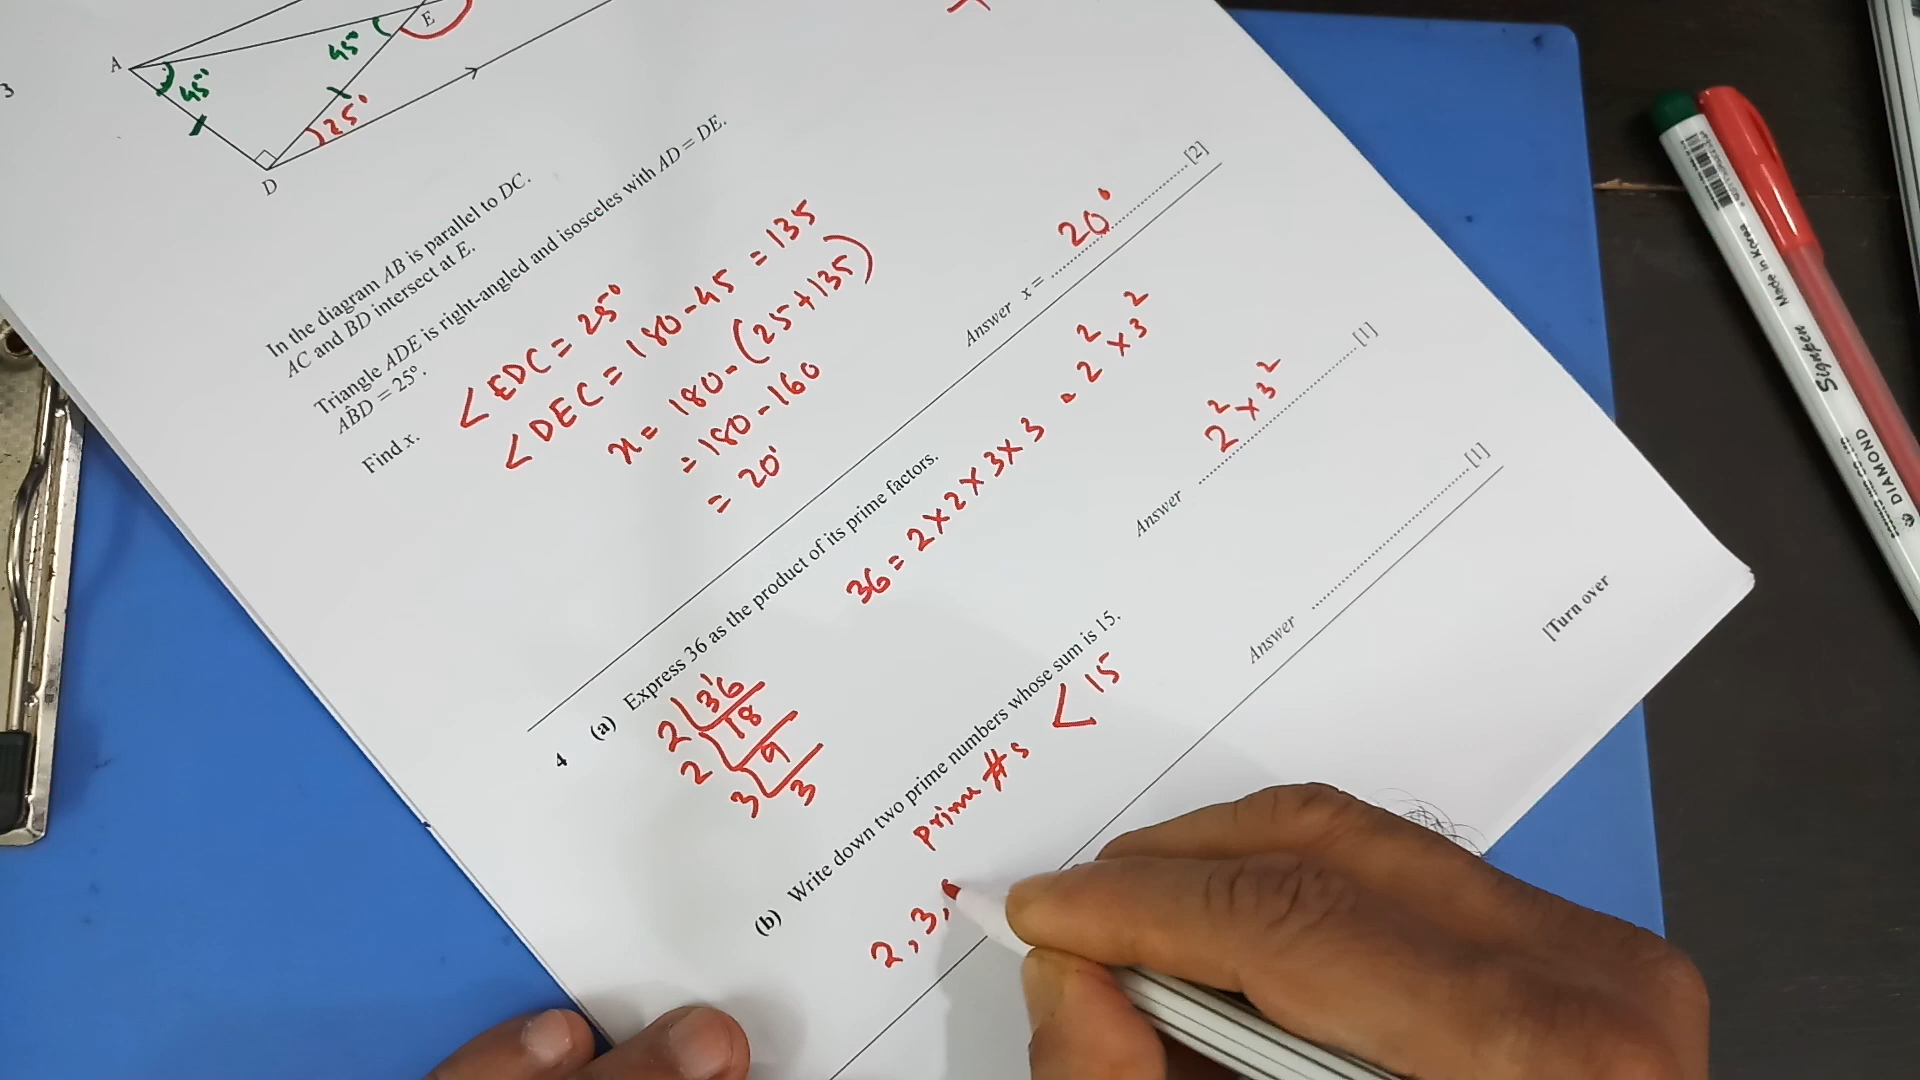 3
A
E
D
45°
45°
25°
In the diagram AB is parallel to DC.
AC and BD intersect at E.
Triangle ADE is right-angled and isosceles with AD = DE.
AB̂D = 25°.
Find x.
∠EDC = 25°
∠DEC = 180-45 = 135
x = 180-(25+135)
= 180-160
= 20°
Answer x = 20° [2]
4 (a) Express 36 as the product of its prime factors.
2 36
2 18
3 9
3
36 = 2×2×3×3 = 2²×3²
Answer 2²×3² [1]
(b) Write down two prime numbers whose sum is 15.
prime #s < 15
2,3,
Answer [1]
[Turn over
Signpen
Made in Korea
DIAMOND